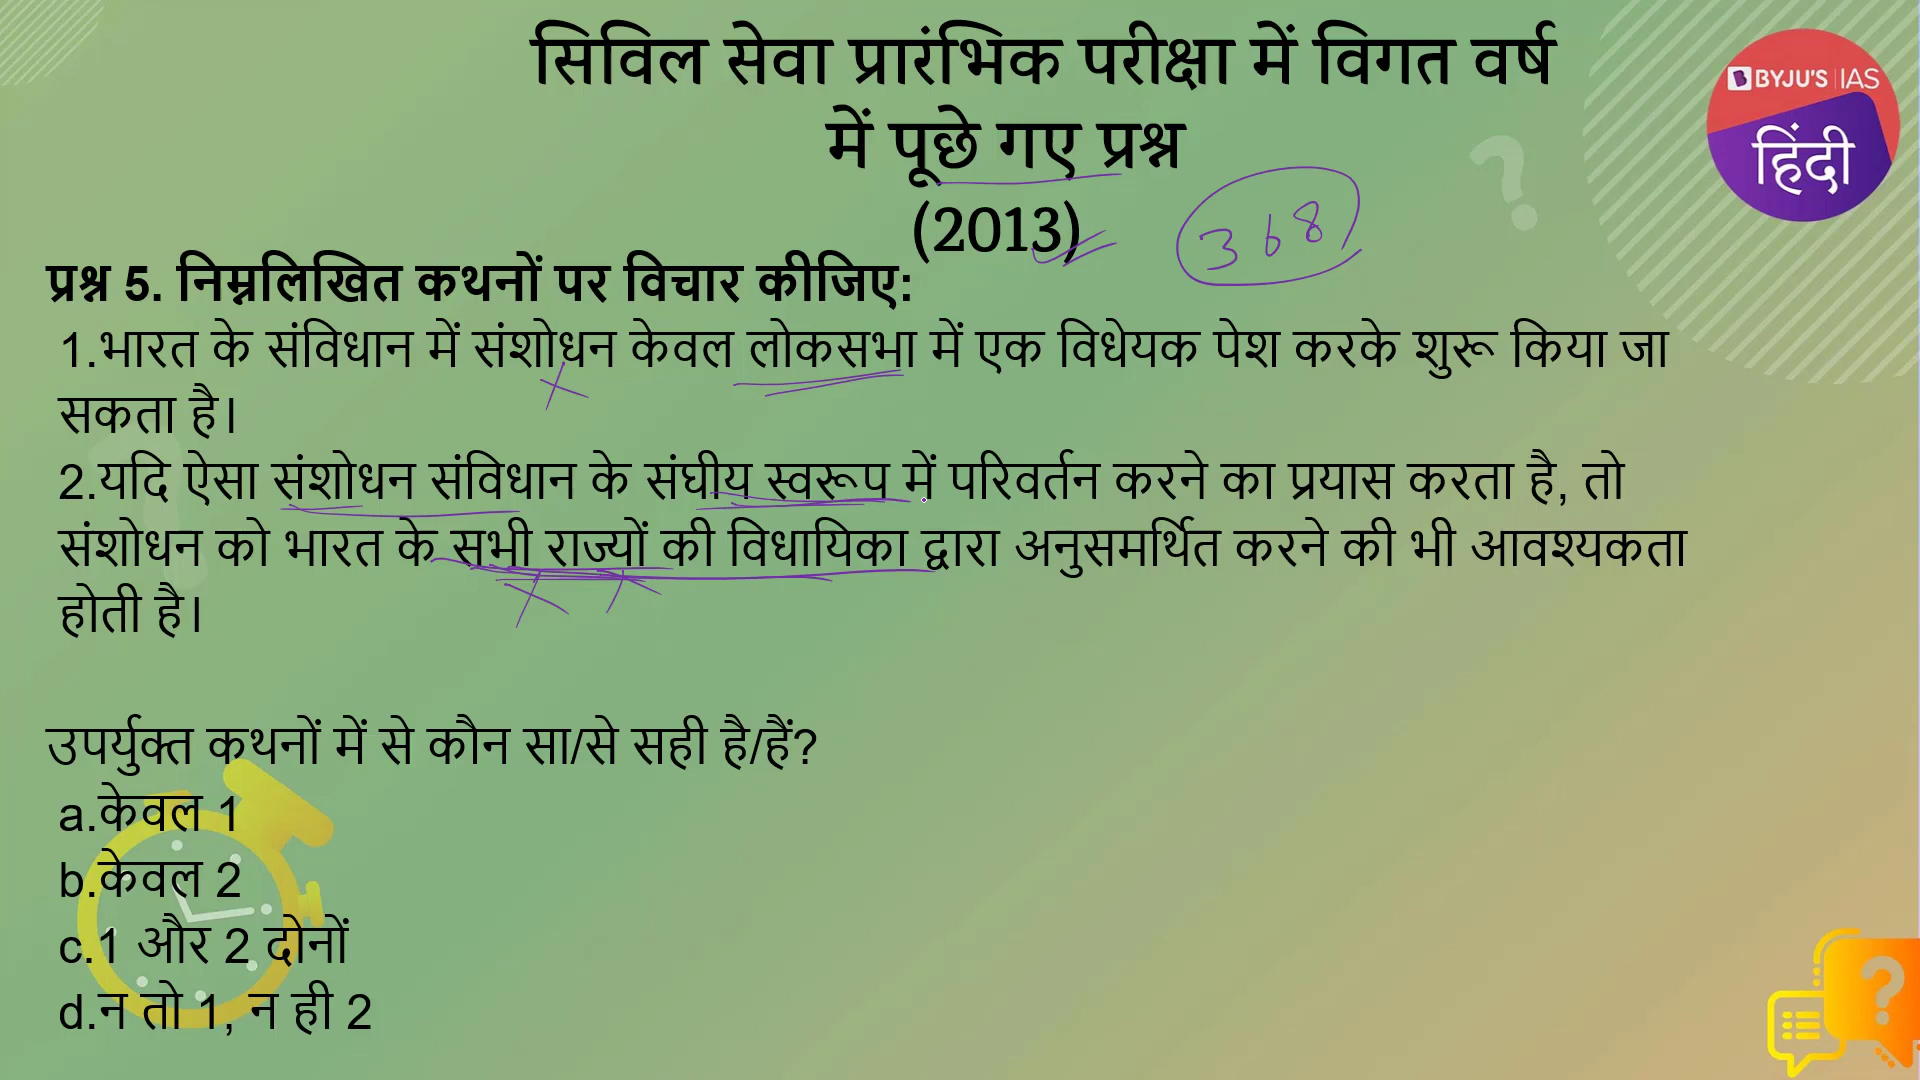 सिविल सेवा प्रारंभिक परीक्षा में विगत वर्ष
में पूछे गए प्रश्न
(2013)
368
BYJU'S IAS
हिंदी
प्रश्न 5. निम्नलिखित कथनों पर विचार कीजिए:
1.भारत के संविधान में संशोधन केवल लोकसभा में एक विधेयक पेश करके शुरू किया जा
सकता है।
2.यदि ऐसा संशोधन संविधान के संघीय स्वरूप में परिवर्तन करने का प्रयास करता है, तो
संशोधन को भारत के सभी राज्यों की विधायिका द्वारा अनुसमर्थित करने की भी आवश्यकता
होती है।
उपर्युक्त कथनों में से कौन सा/से सही है/हैं?
a.केवल 1
b.केवल 2
c.1 और 2 दोनों
d.न तो 1, न ही 2